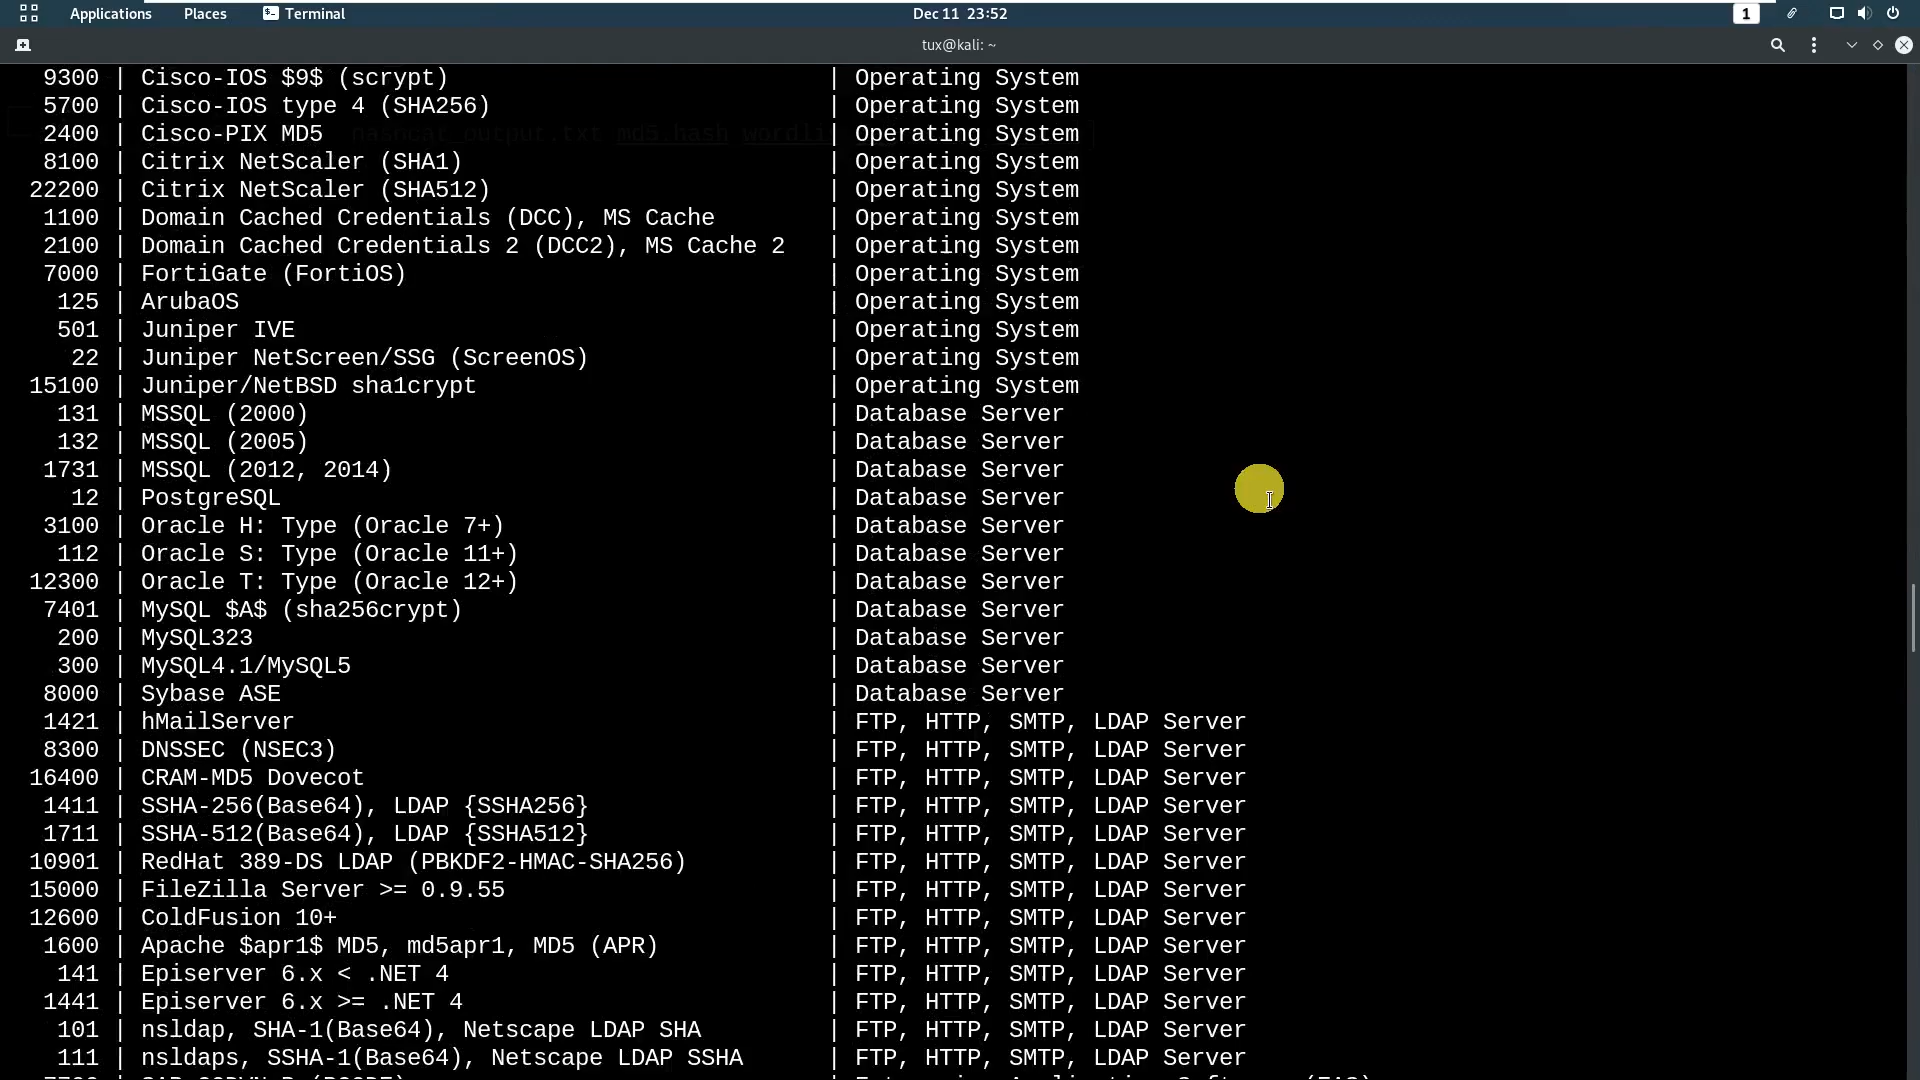 Applications Places Terminal Dec 11 23:52 1
tux@kali: ~
9300 | Cisco-IOS $9$ (scrypt) | Operating System
5700 | Cisco-IOS type 4 (SHA256) | Operating System
2400 | Cisco-PIX MD5 | Operating System
8100 | Citrix NetScaler (SHA1) | Operating System
22200 | Citrix NetScaler (SHA512) | Operating System
1100 | Domain Cached Credentials (DCC), MS Cache | Operating System
2100 | Domain Cached Credentials 2 (DCC2), MS Cache 2 | Operating System
7000 | FortiGate (FortiOS) | Operating System
125 | ArubaOS | Operating System
501 | Juniper IVE | Operating System
22 | Juniper NetScreen/SSG (ScreenOS) | Operating System
15100 | Juniper/NetBSD sha1crypt | Operating System
131 | MSSQL (2000) | Database Server
132 | MSSQL (2005) | Database Server
1731 | MSSQL (2012, 2014) | Database Server
12 | PostgreSQL | Database Server
3100 | Oracle H: Type (Oracle 7+) | Database Server
112 | Oracle S: Type (Oracle 11+) | Database Server
12300 | Oracle T: Type (Oracle 12+) | Database Server
7401 | MySQL $A$ (sha256crypt) | Database Server
200 | MySQL323 | Database Server
300 | MySQL4.1/MySQL5 | Database Server
8000 | Sybase ASE | Database Server
1421 | hMailServer | FTP, HTTP, SMTP, LDAP Server
8300 | DNSSEC (NSEC3) | FTP, HTTP, SMTP, LDAP Server
16400 | CRAM-MD5 Dovecot | FTP, HTTP, SMTP, LDAP Server
1411 | SSHA-256(Base64), LDAP {SSHA256} | FTP, HTTP, SMTP, LDAP Server
1711 | SSHA-512(Base64), LDAP {SSHA512} | FTP, HTTP, SMTP, LDAP Server
10901 | RedHat 389-DS LDAP (PBKDF2-HMAC-SHA256) | FTP, HTTP, SMTP, LDAP Server
15000 | FileZilla Server >= 0.9.55 | FTP, HTTP, SMTP, LDAP Server
12600 | ColdFusion 10+ | FTP, HTTP, SMTP, LDAP Server
1600 | Apache $apr1$ MD5, md5apr1, MD5 (APR) | FTP, HTTP, SMTP, LDAP Server
141 | Episerver 6.x < .NET 4 | FTP, HTTP, SMTP, LDAP Server
1441 | Episerver 6.x >= .NET 4 | FTP, HTTP, SMTP, LDAP Server
101 | nsldap, SHA-1(Base64), Netscape LDAP SHA | FTP, HTTP, SMTP, LDAP Server
111 | nsldaps, SSHA-1(Base64), Netscape LDAP SSHA | FTP, HTTP, SMTP, LDAP Server